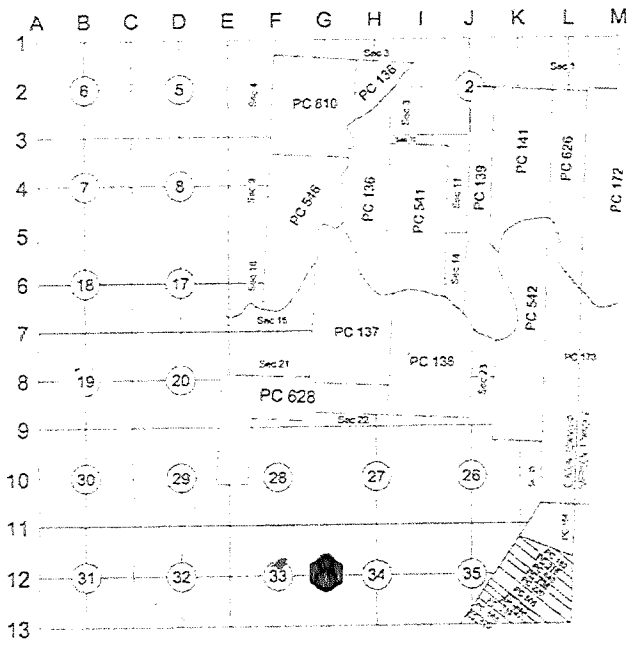 A B C D E F G H I J K L M
1
Sec 3
Sec 1
2 6 5 Sec 4 PC 610 PC 136 Sec 3 2
3
PC 141 PC 626
4 7 8 Sec 9 PC 546 PC 136 PC 541 Sec 11 PC 139 PC 172
5
6 18 17 Sec 16 Sec 14 PC 542
Sec 15
7 PC 137
Sec 21 PC 138 Sec 23 PC 173
8 19 20
PC 628
Sec 22
9
10 30 29 28 27 26
11
12 31 32 33 34 35
13